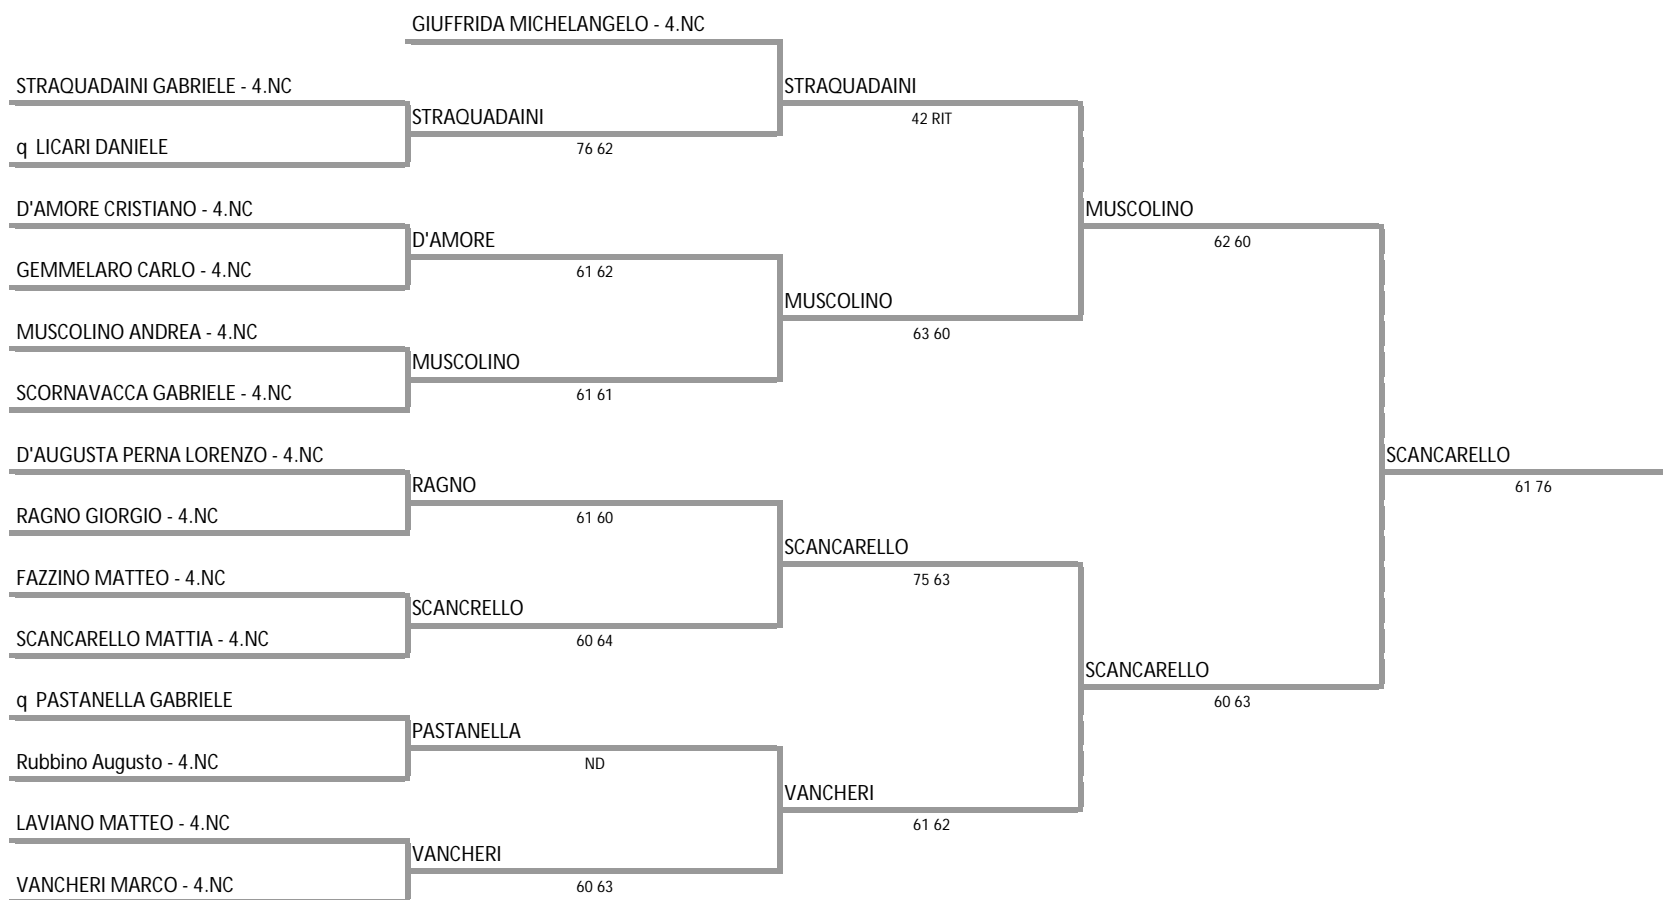 GIUFFRIDA MICHELANGELO - 4.NC
STRAQUADAINI GABRIELE - 4.NC
STRAQUADAINI
STRAQUADAINI
42 RIT
76 62
q LICARI DANIELE
D'AMORE CRISTIANO - 4.NC
MUSCOLINO
D'AMORE
62 60
GEMMELARO CARLO - 4.NC
61 62
MUSCOLINO
MUSCOLINO ANDREA - 4.NC
63 60
MUSCOLINO
SCORNAVACCA GABRIELE - 4.NC
61 61
D'AUGUSTA PERNA LORENZO - 4.NC
SCANCARELLO
RAGNO
61 76
RAGNO GIORGIO - 4.NC
61 60
SCANCARELLO
FAZZINO MATTEO - 4.NC
75 63
SCANCRELLO
SCANCARELLO MATTIA - 4.NC
60 64
SCANCARELLO
q PASTANELLA GABRIELE
60 63
PASTANELLA
Rubbino Augusto - 4.NC
ND
VANCHERI
LAVIANO MATTEO - 4.NC
61 62
VANCHERI
VANCHERI MARCO - 4.NC
60 63